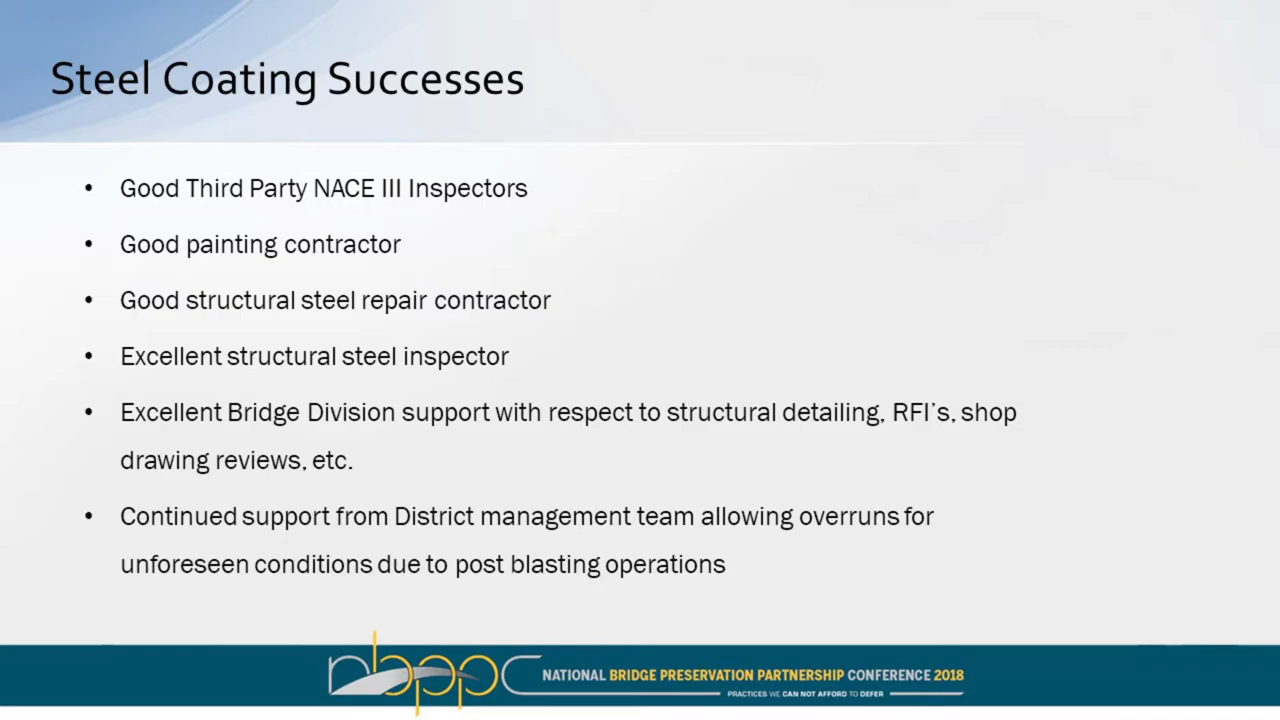 Steel Coating Successes
• Good Third Party NACE III Inspectors
• Good painting contractor
• Good structural steel repair contractor
• Excellent structural steel inspector
• Excellent Bridge Division support with respect to structural detailing, RFI's, shop
drawing reviews, etc.
• Continued support from District management team allowing overruns for
unforeseen conditions due to post blasting operations
nbppc NATIONAL BRIDGE PRESERVATION PARTNERSHIP CONFERENCE 2018
PRACTICES WE CAN NOT AFFORD TO DEFER